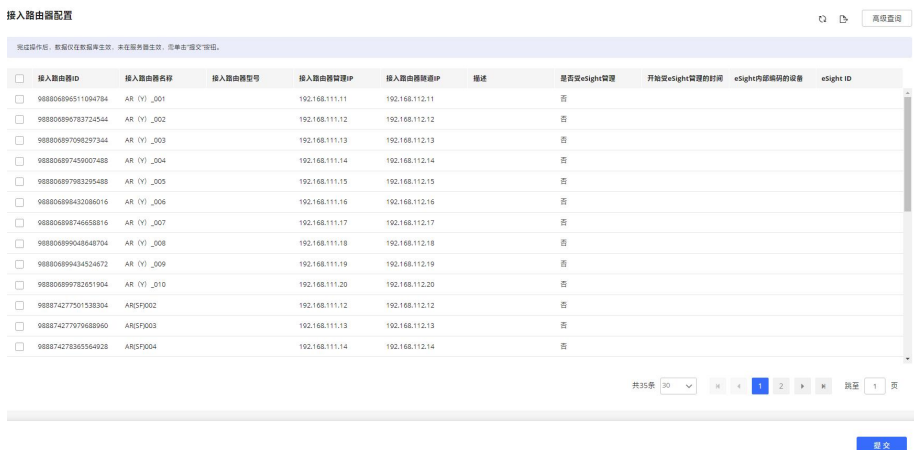 接入路由器配置
高级查询
完成操作后，数据仅在数据库生效，未在服务器生效，需单击“提交”按钮。
接入路由器ID 接入路由器名称 接入路由器型号 接入路由器管理IP 接入路由器隧道IP 描述 是否受eSight管理 开始受eSight管理的时间 eSight内部编码的设备 eSight ID
988806896511094784 AR（Y）_001 192.168.111.11 192.168.112.11 否
988806896783724544 AR（Y）_002 192.168.111.12 192.168.112.12 否
988806897098297344 AR（Y）_003 192.168.111.13 192.168.112.13 否
988806897459007488 AR（Y）_004 192.168.111.14 192.168.112.14 否
988806897983295488 AR（Y）_005 192.168.111.15 192.168.112.15 否
988806898432086016 AR（Y）_006 192.168.111.16 192.168.112.16 否
988806898746658816 AR（Y）_007 192.168.111.17 192.168.112.17 否
988806899048648704 AR（Y）_008 192.168.111.18 192.168.112.18 否
988806899434524672 AR（Y）_009 192.168.111.19 192.168.112.19 否
988806899782651904 AR（Y）_010 192.168.111.20 192.168.112.20 否
988874277501538304 AR(SF)002 192.168.111.12 192.168.112.12 否
988874277979688960 AR(SF)003 192.168.111.13 192.168.112.13 否
988874278365564928 AR(SF)004 192.168.111.14 192.168.112.14 否
共35条 30 1 2 跳至 1 页
提交